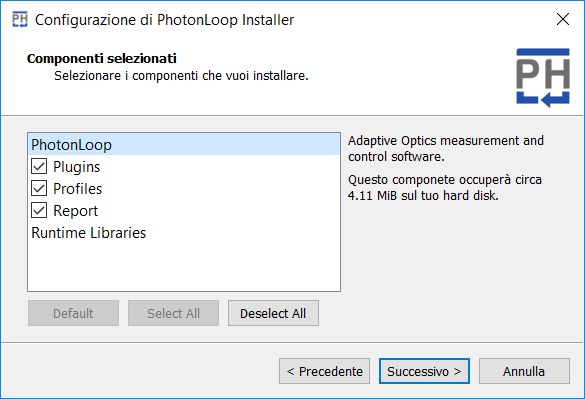 PH Configurazione di PhotonLoop Installer
Componenti selezionati
Selezionare i componenti che vuoi installare.
PH
PhotonLoop
Plugins
Profiles
Report
Runtime Libraries
Adaptive Optics measurement and
control software.
Questo componete occuperà circa
4.11 MiB sul tuo hard disk.
Default
Select All
Deselect All
< Precedente
Successivo >
Annulla